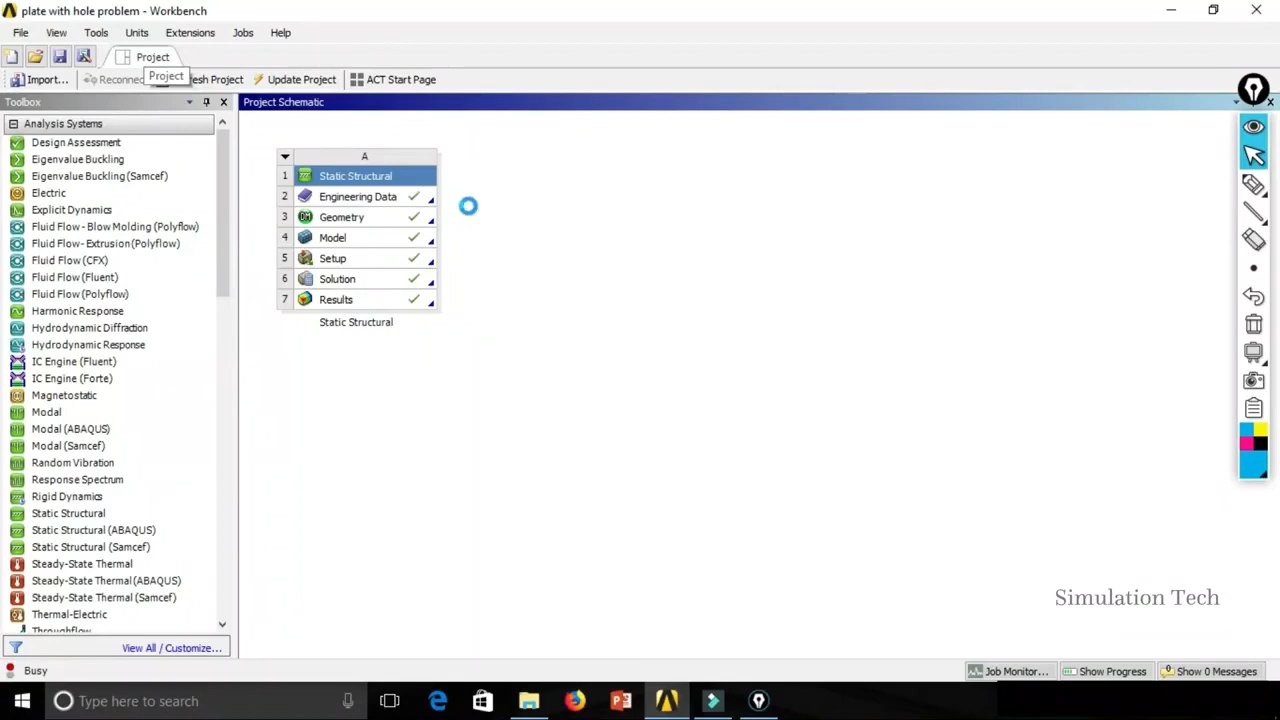 plate with hole problem - Workbench
File View Tools Units Extensions Jobs Help
Project
Import... Reconnec esh Project Update Project ACT Start Page
Project
Toolbox
Project Schematic
Analysis Systems
Design Assessment
Eigenvalue Buckling
Eigenvalue Buckling (Samcef)
Electric
Explicit Dynamics
Fluid Flow - Blow Molding (Polyflow)
Fluid Flow - Extrusion (Polyflow)
Fluid Flow (CFX)
Fluid Flow (Fluent)
Fluid Flow (Polyflow)
Harmonic Response
Hydrodynamic Diffraction
Hydrodynamic Response
IC Engine (Fluent)
IC Engine (Forte)
Magnetostatic
Modal
Modal (ABAQUS)
Modal (Samcef)
Random Vibration
Response Spectrum
Rigid Dynamics
Static Structural
Static Structural (ABAQUS)
Static Structural (Samcef)
Steady-State Thermal
Steady-State Thermal (ABAQUS)
Steady-State Thermal (Samcef)
Thermal-Electric
Throughflow
View All / Customize...
A
1 Static Structural
2 Engineering Data
3 Geometry
4 Model
5 Setup
6 Solution
7 Results
Static Structural
Simulation Tech
Busy
Job Monitor... Show Progress Show 0 Messages
Type here to search